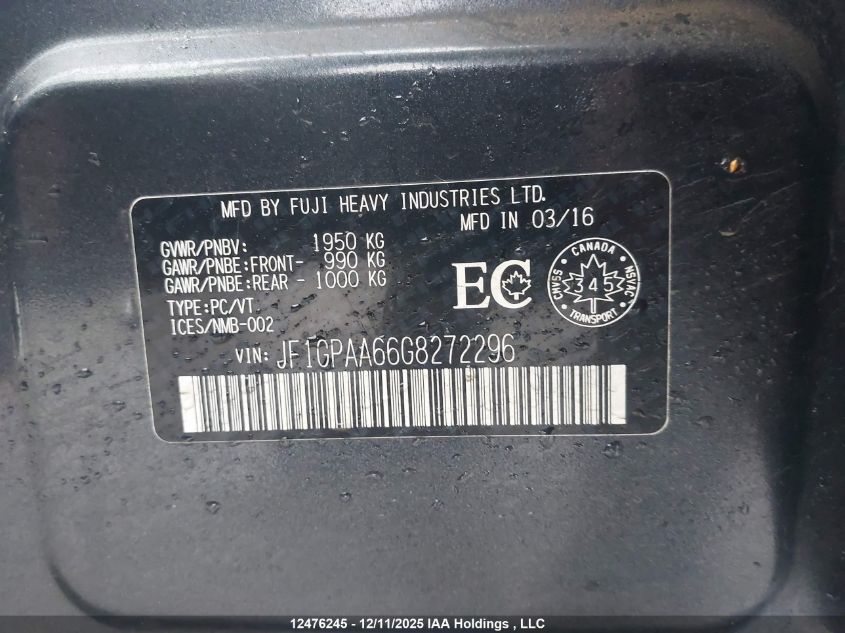 MFD BY FUJI HEAVY INDUSTRIES LTD.
MFD IN 03/16
GVWR/PNBV: 1950 KG
GAWR/PNBE:FRONT- 990 KG
GAWR/PNBE:REAR - 1000 KG
TYPE:PC/VT
ICES/NMB-002
EC
CANADA
CMVSS
345
NSVAC
TRANSPORT
VIN: JF1GPAA66G8272296
12476245 - 12/11/2025 IAA Holdings , LLC